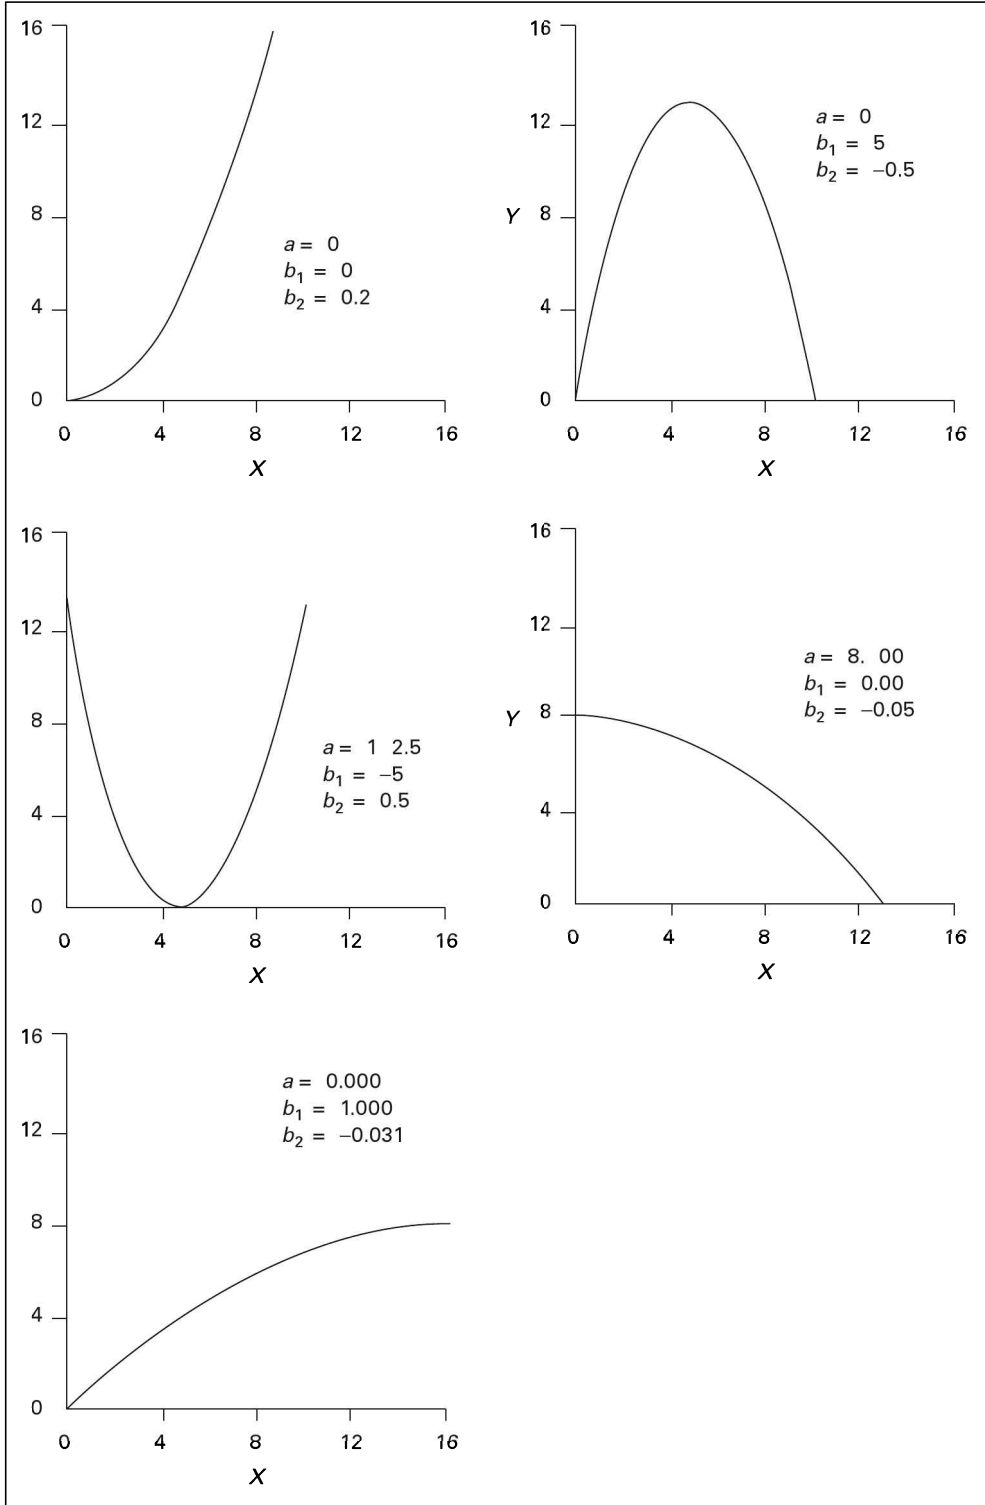 16
12
8
4
0
a = 0
b1 = 0
b2 = 0.2
0 4 8 12 16
X
16
12
Y 8
4
0
a = 0
b1 = 5
b2 = −0.5
0 4 8 12 16
X
16
12
8
4
0
a = 1 2.5
b1 = −5
b2 = 0.5
0 4 8 12 16
X
16
12
Y 8
4
0
a = 8. 00
b1 = 0.00
b2 = −0.05
0 4 8 12 16
X
16
12
8
4
0
a = 0.000
b1 = 1.000
b2 = −0.031
0 4 8 12 16
X